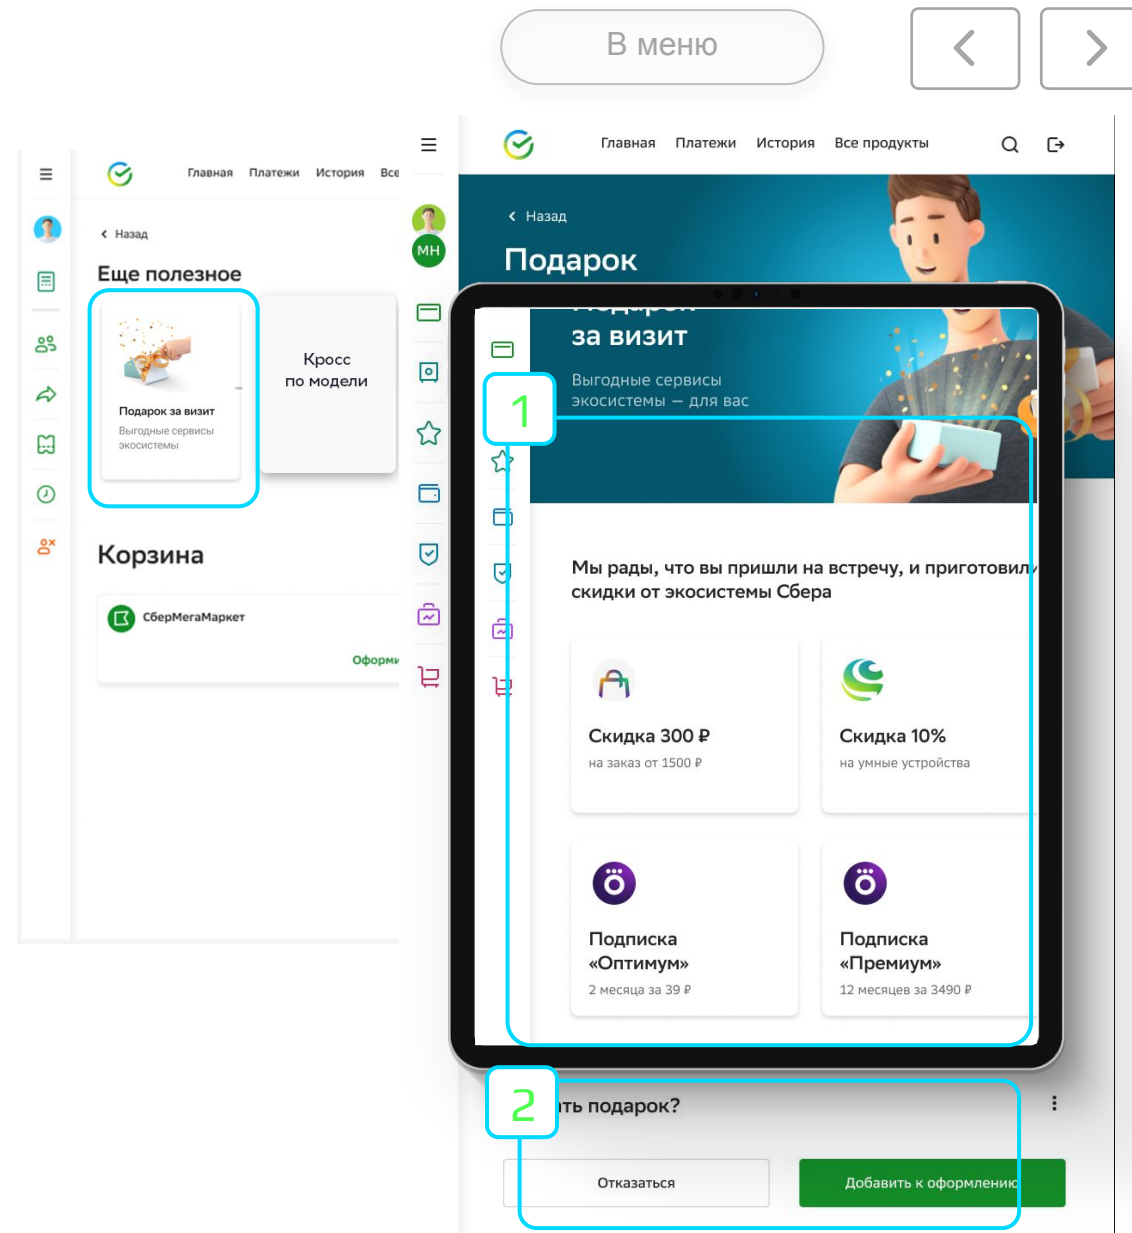 В меню
Главная Платежи История Все
Назад
Еще полезное
Подарок за визит
Выгодные сервисы
экосистемы
Кросс
по модели
Корзина
СберМегаМаркет
Главная Платежи История Все продукты
Назад
Подарок
МН
Подарок
за визит
Выгодные сервисы
экосистемы — для вас
1
Мы рады, что вы пришли на встречу, и приготовили
скидки от экосистемы Сбера
Скидка 300 ₽
на заказ от 1500 ₽
Скидка 10%
на умные устройства
Подписка
«Оптимум»
2 месяца за 39 ₽
Подписка
«Премиум»
12 месяцев за 3490 ₽
2
подарок?
Отказаться
Добавить к оформлению